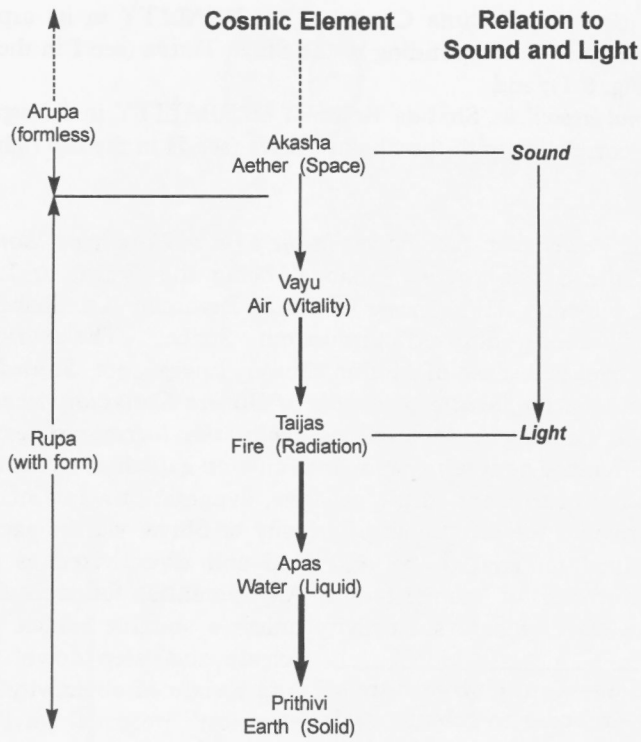 Cosmic Element
Relation to
Sound and Light
Arupa
(formless)
Akasha
Aether (Space)
Sound
Vayu
Air (Vitality)
Rupa
(with form)
Taijas
Fire (Radiation)
Light
Apas
Water (Liquid)
Prithivi
Earth (Solid)